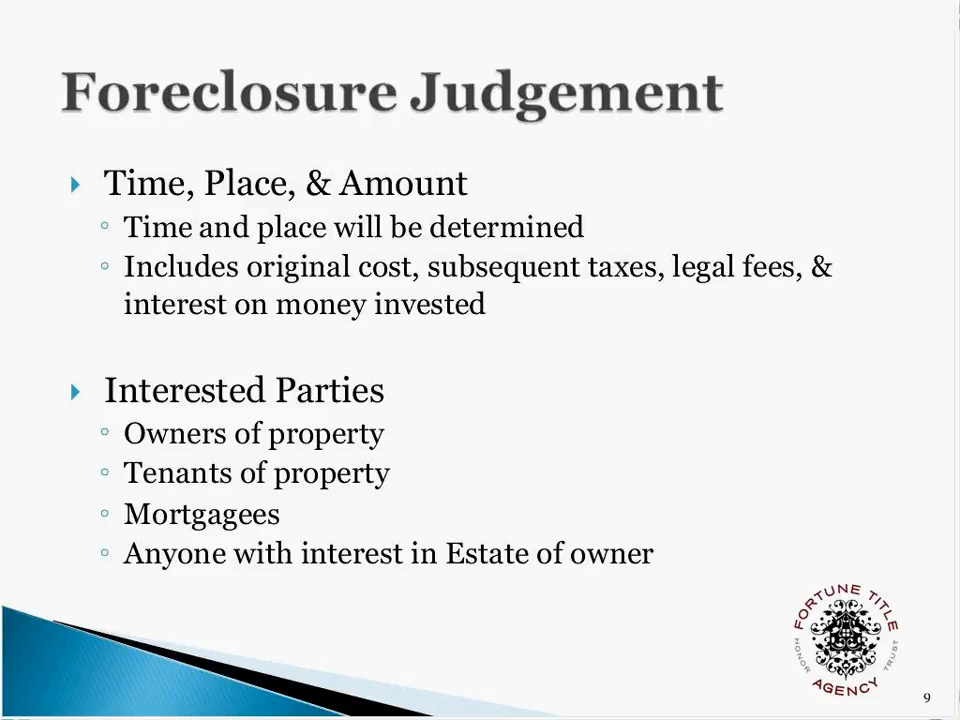 Foreclosure Judgement
Time, Place, & Amount
Time and place will be determined
Includes original cost, subsequent taxes, legal fees, &
interest on money invested
Interested Parties
Owners of property
Tenants of property
Mortgagees
Anyone with interest in Estate of owner
FORTUNE TITLE
HONOR
TRUST
AGENCY
9